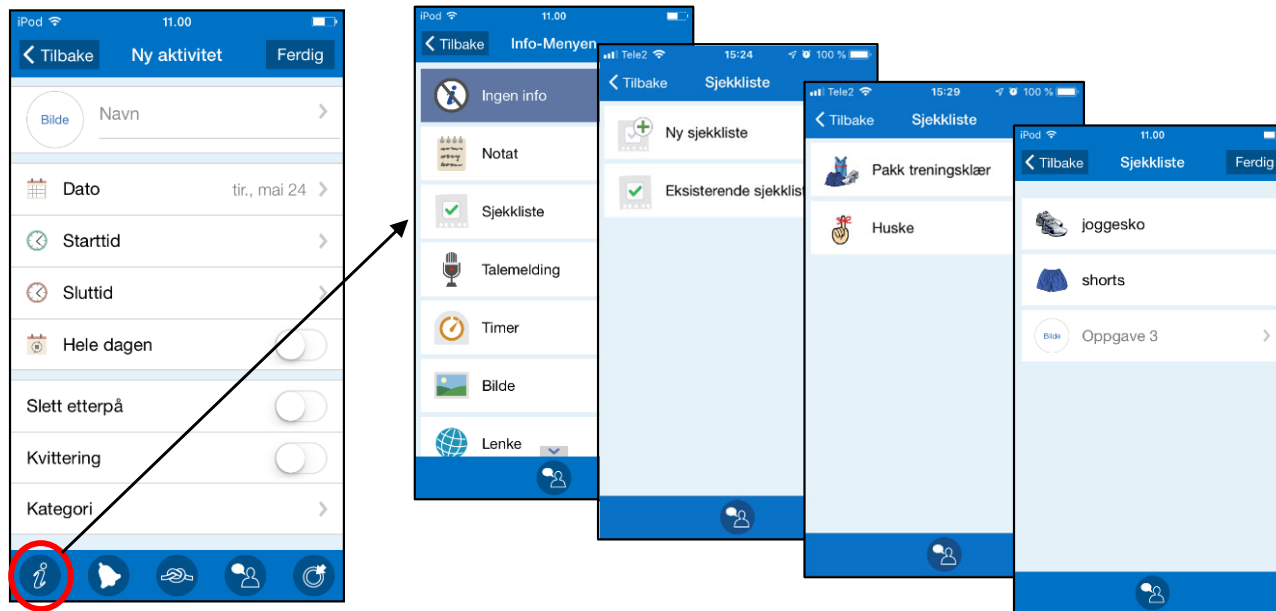 iPod 11.00
Tilbake Ny aktivitet Ferdig
Bilde Navn
Dato tir., mai 24
Starttid
Sluttid
Hele dagen
Slett etterpå
Kvittering
Kategori
iPod 11.00
Tilbake Info-Menyen
Ingen info
Notat
Sjekkliste
Talemelding
Timer
Bilde
Lenke
Tele2 15:24 100 %
Tilbake Sjekkliste
Ny sjekkliste
Eksisterende sjekklist
Tele2 15:29 100 %
Tilbake Sjekkliste
Pakk treningsklær
Huske
iPod 11.00
Tilbake Sjekkliste Ferdig
joggesko
shorts
Bilde Oppgave 3